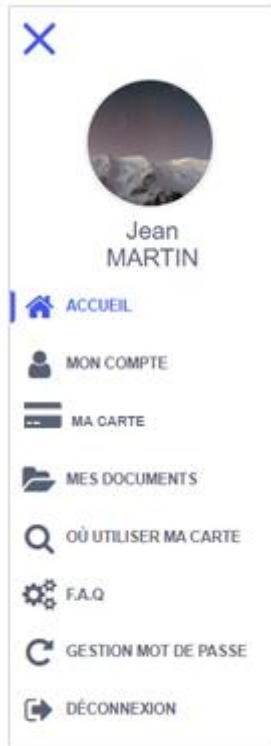 Jean
MARTIN
ACCUEIL
MON COMPTE
MA CARTE
MES DOCUMENTS
OÙ UTILISER MA CARTE
F.A.Q
GESTION MOT DE PASSE
DÉCONNEXION